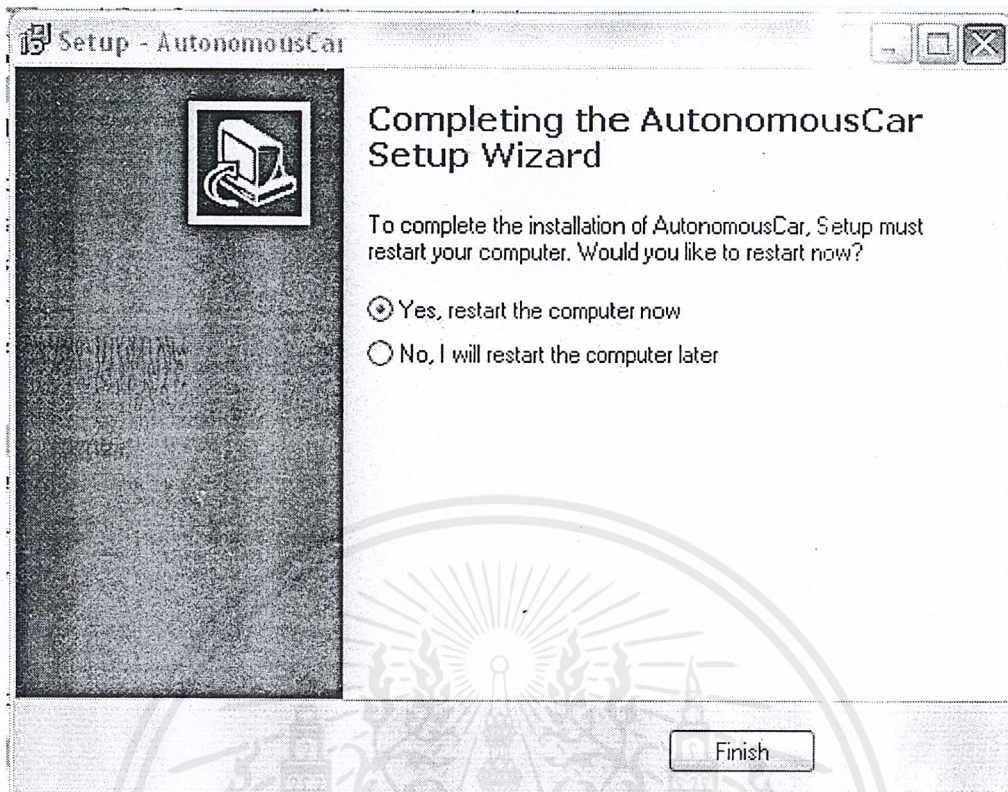 Setup - AutonomousCar
Completing the AutonomousCar
Setup Wizard
To complete the installation of AutonomousCar, Setup must
restart your computer. Would you like to restart now?
Yes, restart the computer now
No, I will restart the computer later
Finish